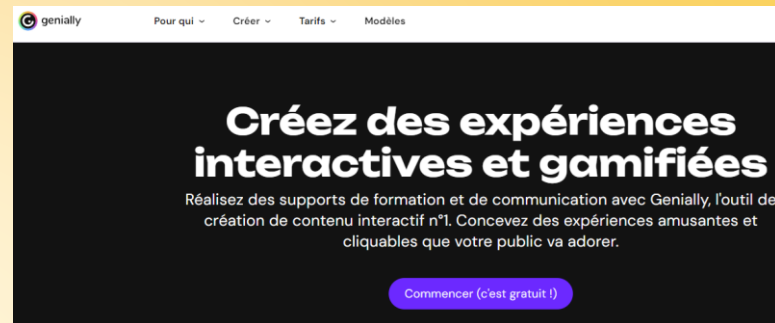 genially
Pour qui Créer Tarifs Modèles
Créez des expériences
interactives et gamifiées
Réalisez des supports de formation et de communication avec Genially, l'outil de
création de contenu interactif n°1. Concevez des expériences amusantes et
cliquables que votre public va adorer.
Commencer (c'est gratuit !)